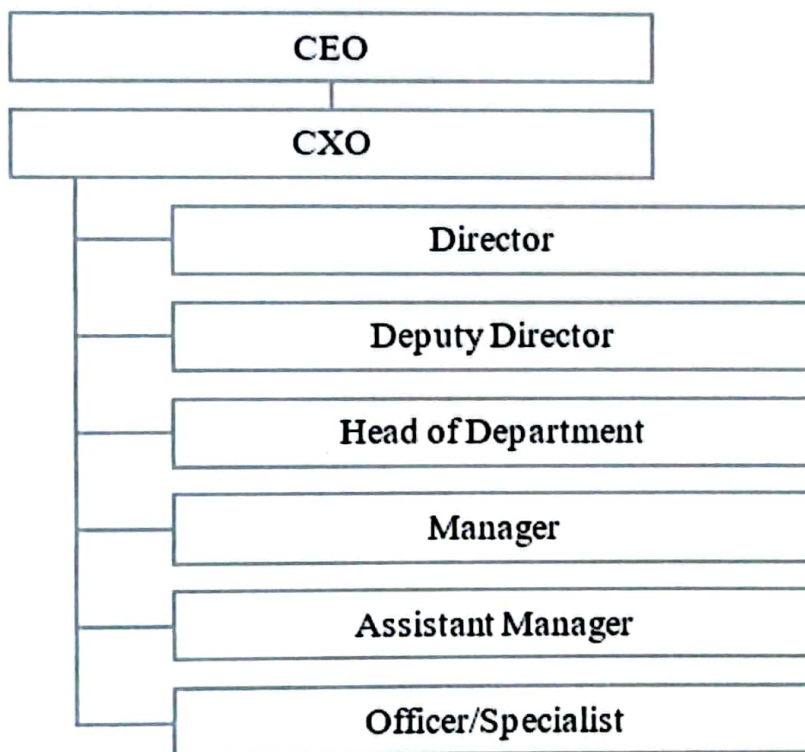 CEO
CXO
Director
Deputy Director
Head of Department
Manager
Assistant Manager
Officer/Specialist